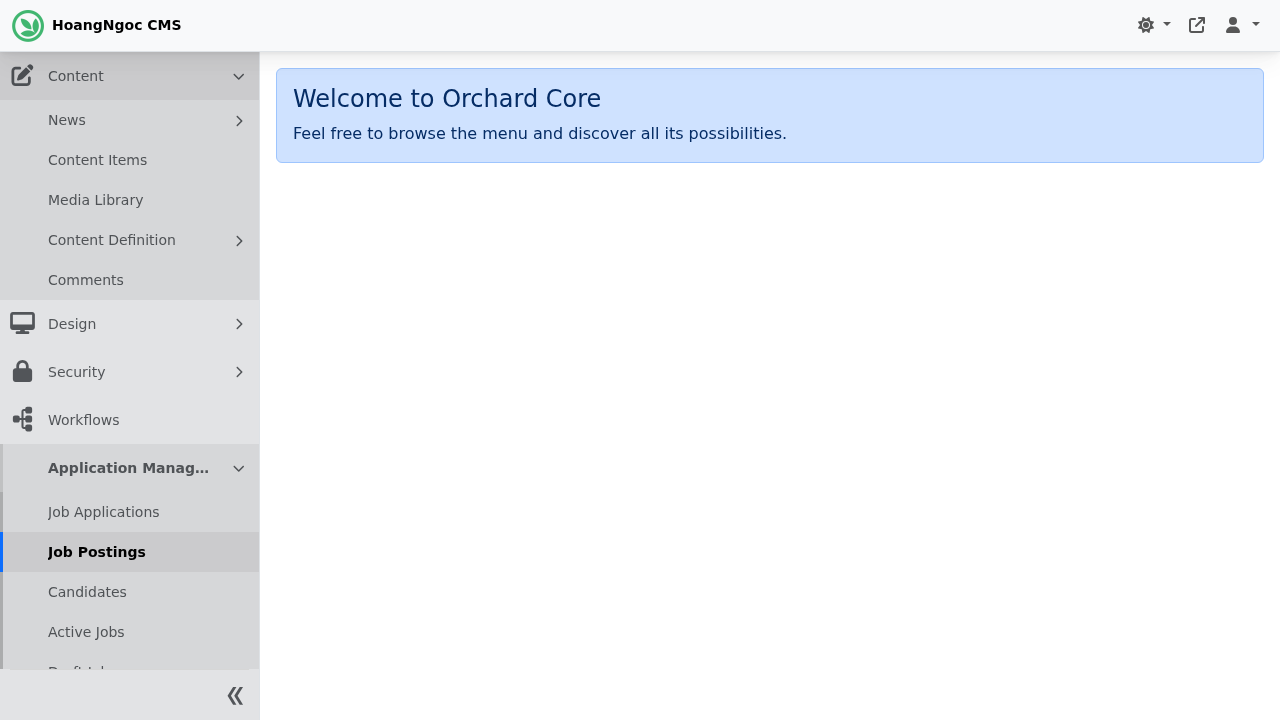 HoangNgoc CMS
Content
News
Content Items
Media Library
Content Definition
Comments
Design
Security
Workflows
Application Manag...
Job Applications
Job Postings
Candidates
Active Jobs
Welcome to Orchard Core
Feel free to browse the menu and discover all its possibilities.